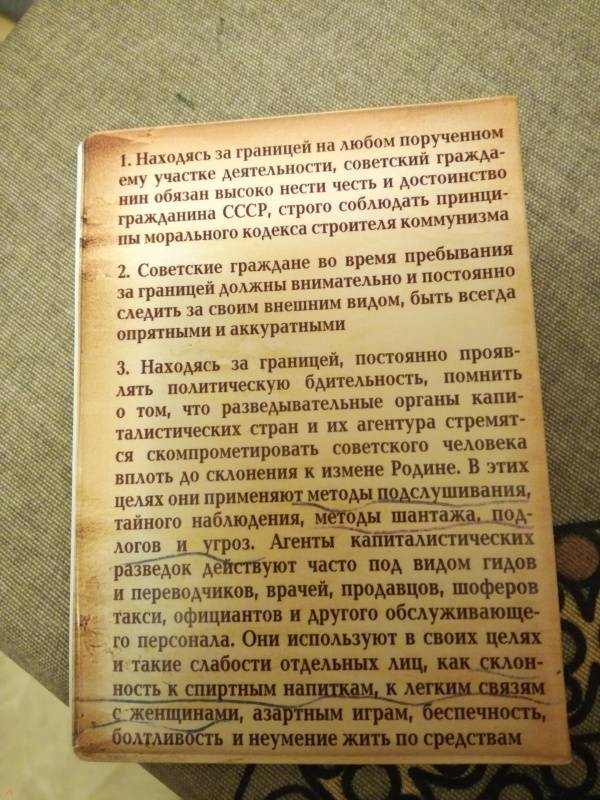 1. Находясь за границей на любом порученном
ему участке деятельности, советский гражда-
нин обязан высоко нести честь и достоинство
гражданина СССР, строго соблюдать принци-
пы морального кодекса строителя коммунизма
2. Советские граждане во время пребывания
за границей должны внимательно и постоянно
следить за своим внешним видом, быть всегда
опрятными и аккуратными
3. Находясь за границей, постоянно прояв-
лять политическую бдительность, помнить
о том, что разведывательные органы капи-
талистических стран и их агентура стремят-
ся скомпрометировать советского человека
вплоть до склонения к измене Родине. В этих
целях они применяют методы подслушивания,
тайного наблюдения, методы шантажа, под-
логов и угроз. Агенты капиталистических
разведок действуют часто под видом гидов
и переводчиков, врачей, продавцов, шоферов
такси, официантов и другого обслуживающе-
го персонала. Они используют в своих целях
и такие слабости отдельных лиц, как склон-
ность к спиртным напиткам, к легким связям
с женщинами, азартным играм, беспечность,
болтливость и неумение жить по средствам